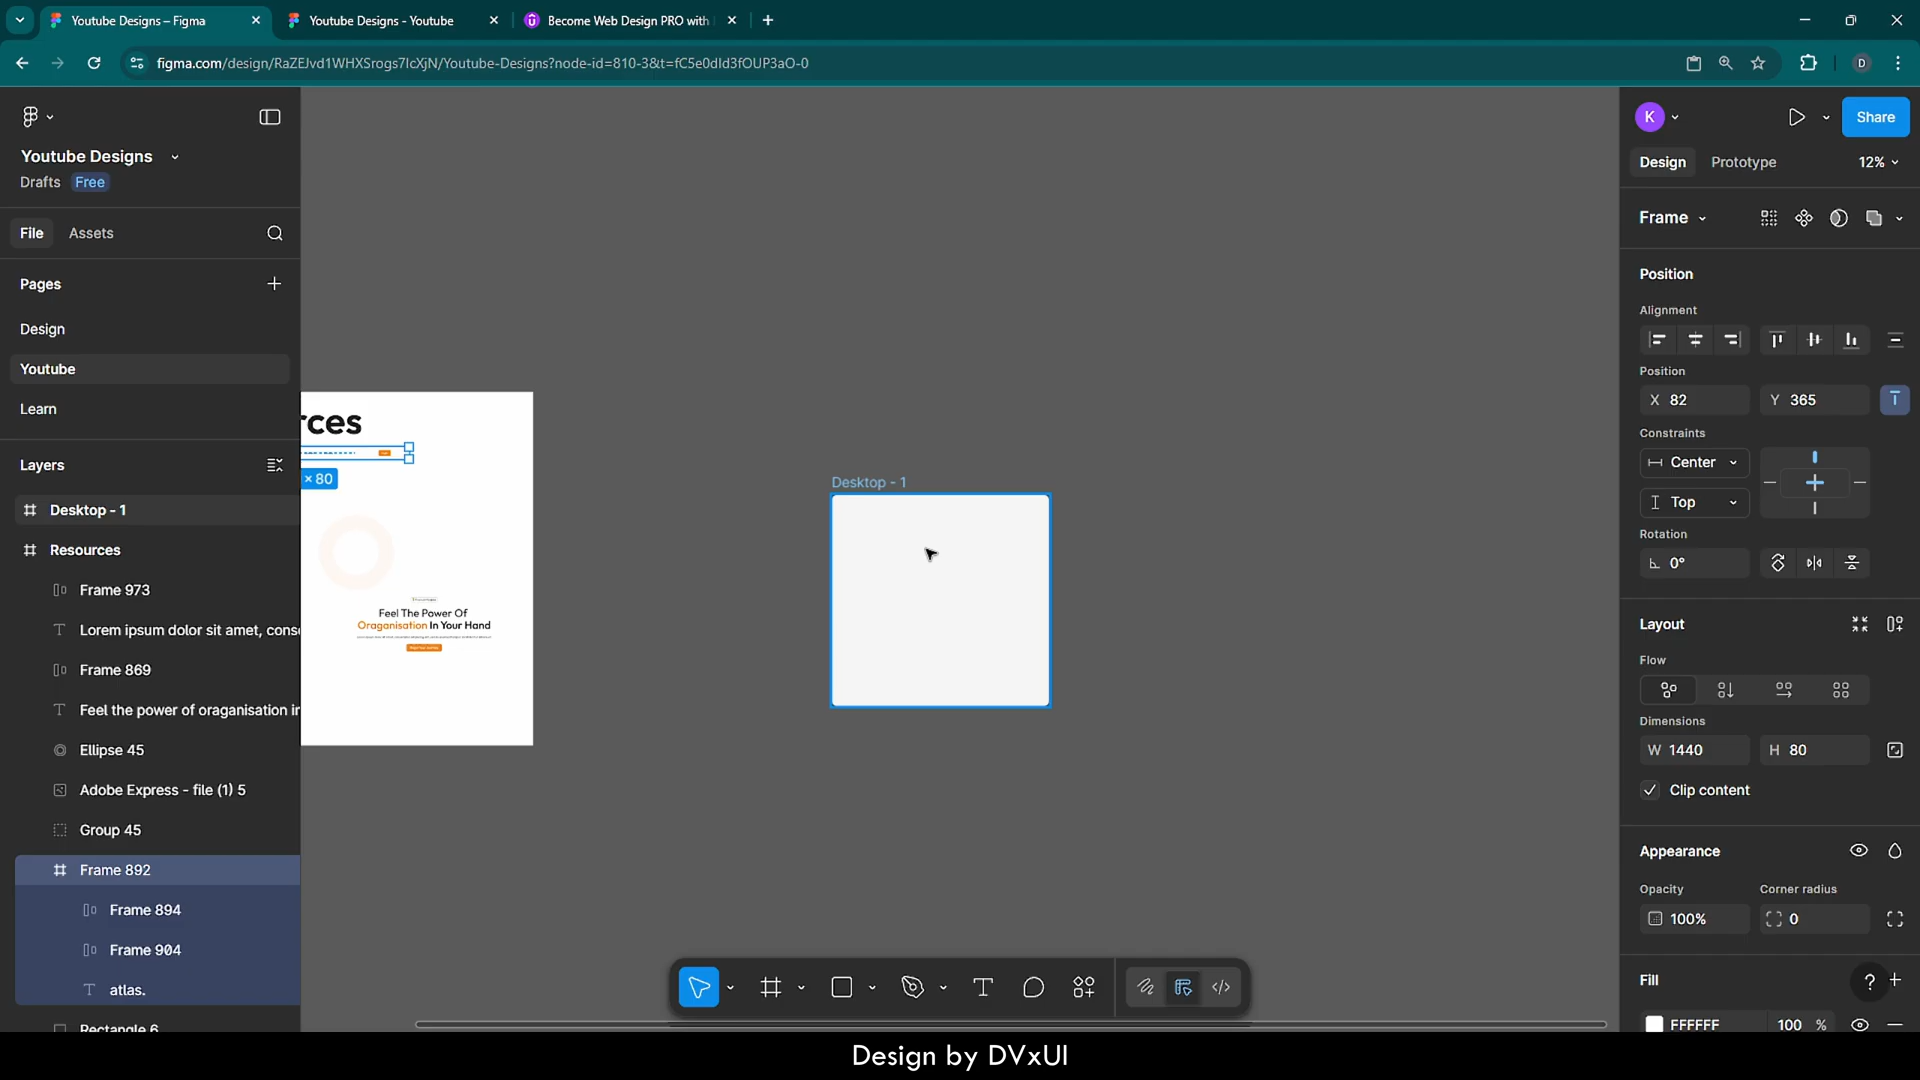 Youtube Designs – Figma
Youtube Designs - Youtube
Become Web Design PRO with
figma.com/design/RaZEJvd1WHXSrogs7IcXjN/Youtube-Designs?node-id=810-3&t=fC5e0dId3fOUP3aO-0
D
Youtube Designs
Drafts Free
File Assets
Pages
Design
Youtube
Learn
Layers
Desktop - 1
Resources
Frame 973
Lorem ipsum dolor sit amet, conse
Frame 869
Feel the power of oraganisation in
Ellipse 45
Adobe Express - file (1) 5
Group 45
Frame 892
Frame 894
Frame 904
atlas.
Rectangle 6
rces
× 80
Feel The Power Of
Oraganisation In Your Hand
Desktop - 1
K
Share
Design Prototype 12%
Frame
Position
Alignment
Position
X 82 Y 365
Constraints
Center
Top
Rotation
0°
Layout
Flow
Dimensions
W 1440 H 80
Clip content
Appearance
Opacity Corner radius
100% 0
Fill
?
FFFFFF 100 %
Design by DVxUI